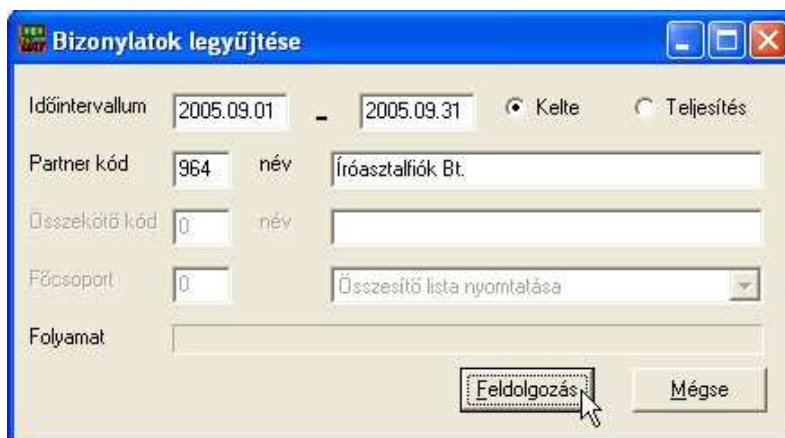 Bizonylatok legyűjtése
Időintervallum 2005.09.01 - 2005.09.31 Kelte Teljesítés
Partner kód 964 név Íróasztalfiók Bt.
Összekötő kód 0 név
Főcsoport 0 Összesítő lista nyomtatása
Folyamat
Feldolgozás Mégse